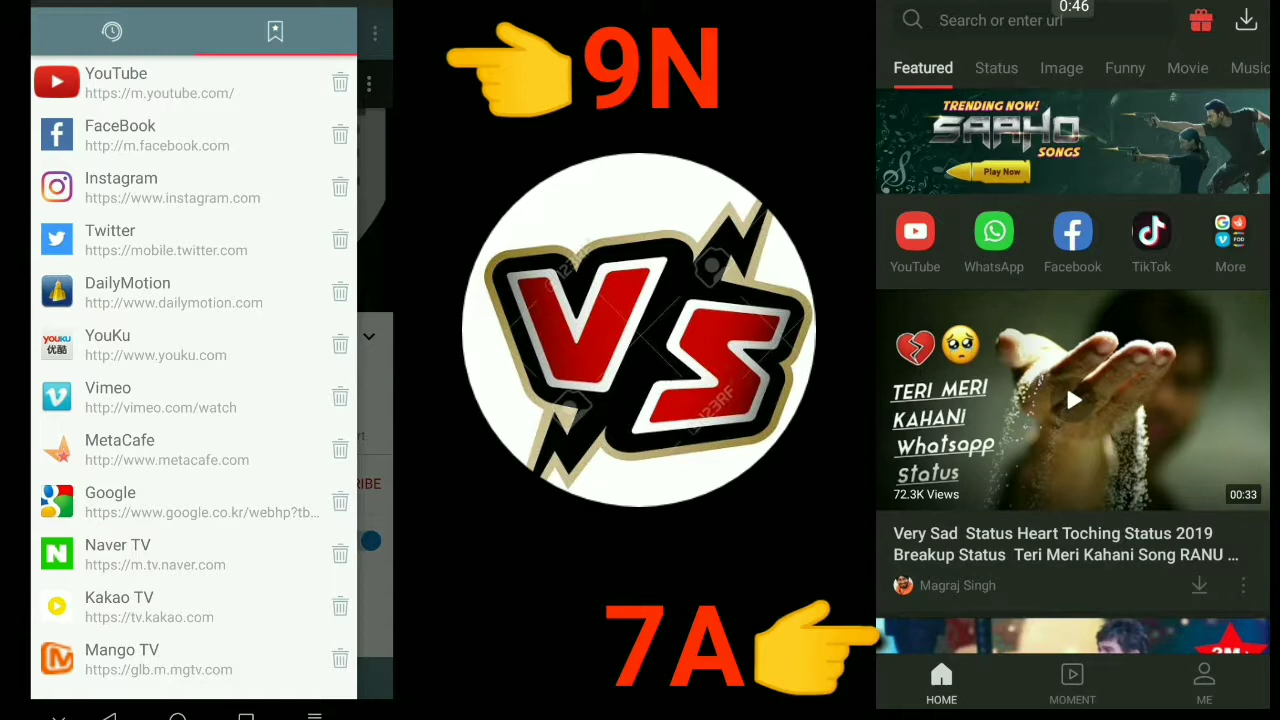 YouTube
https://m.youtube.com/
FaceBook
http://m.facebook.com
Instagram
https://www.instagram.com
Twitter
https://mobile.twitter.com
DailyMotion
http://www.dailymotion.com
YOUKU
优酷
YouKu
http://www.youku.com
Vimeo
http://vimeo.com/watch
MetaCafe
http://www.metacafe.com
Google
https://www.google.co.kr/webhp?tb...
Naver TV
https://m.tv.naver.com
Kakao TV
https://tv.kakao.com
Mango TV
https://glb.m.mgtv.com
9N
VS
123RF
123RF
7A
0:46
Search or enter url
Featured Status Image Funny Movie Music
TRENDING NOW!
SAAHO
SONGS
Play Now
YouTube WhatsApp Facebook TikTok More
TERI MERI
KAHANI
Whatsapp
Status
72.3K Views
00:33
Very Sad Status Heart Toching Status 2019
Breakup Status Teri Meri Kahani Song RANU ...
Magraj Singh
HOME MOMENT ME